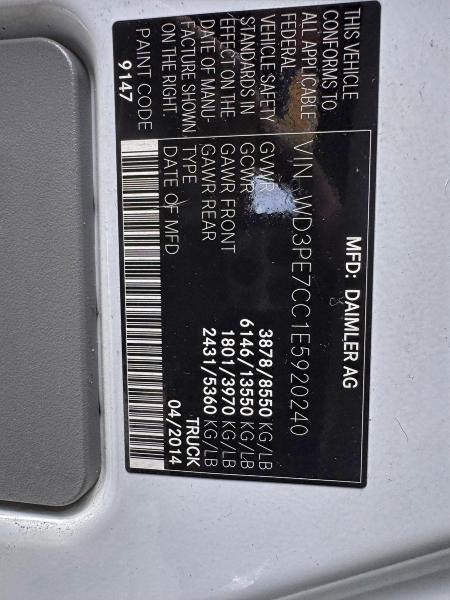 MFD: DAIMLER AG
THIS VEHICLE
CONFORMS TO
ALL APPLICABLE
FEDERAL
VEHICLE SAFETY
STANDARDS IN
EFFECT ON THE
DATE OF MANU-
FACTURE SHOWN
ON THE RIGHT.
PAINT CODE
9147
VIN WD3PE7CC1E5920240
GVWR 3878/8550 KG/LB
GCWR 6146/13550 KG/LB
GAWR FRONT 1801/3970 KG/LB
GAWR REAR 2431/5360 KG/LB
TYPE TRUCK
DATE OF MFD 04/2014